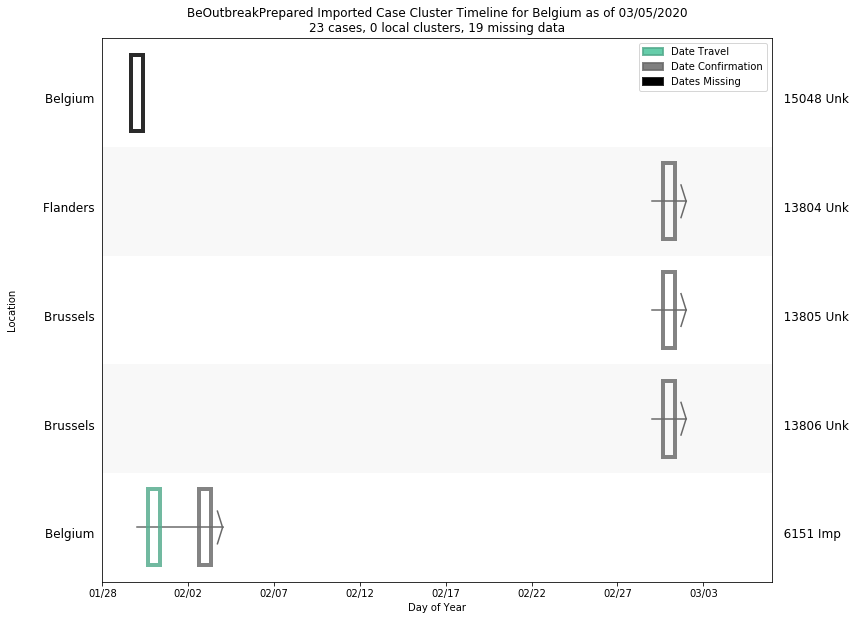 BeOutbreakPrepared Imported Case Cluster Timeline for Belgium as of 03/05/2020
23 cases, 0 local clusters, 19 missing data
Date Travel
Date Confirmation
Dates Missing
Belgium
15048 Unk
Flanders
13804 Unk
Location
Brussels
13805 Unk
Brussels
13806 Unk
Belgium
6151 Imp
01/28
02/02
02/07
02/12
02/17
02/22
02/27
03/03
Day of Year